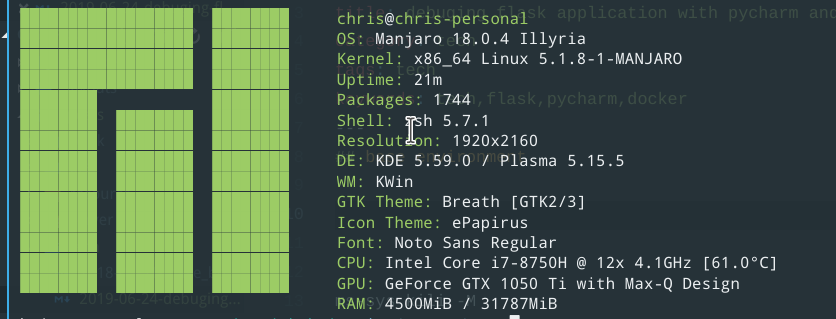 chris@chris-personal
OS: Manjaro 18.0.4 Illyria
Kernel: x86_64 Linux 5.1.8-1-MANJARO
Uptime: 21m
Packages: 1744
Shell: zsh 5.7.1
Resolution: 1920x2160
DE: KDE 5.59.0 / Plasma 5.15.5
WM: KWin
GTK Theme: Breath [GTK2/3]
Icon Theme: ePapirus
Font: Noto Sans Regular
CPU: Intel Core i7-8750H @ 12x 4.1GHz [61.0°C]
GPU: GeForce GTX 1050 Ti with Max-Q Design
RAM: 4500MiB / 31787MiB
title: debuging flask application with pycharm and
flask,pycharm,docker
2019-06-24-debuging...